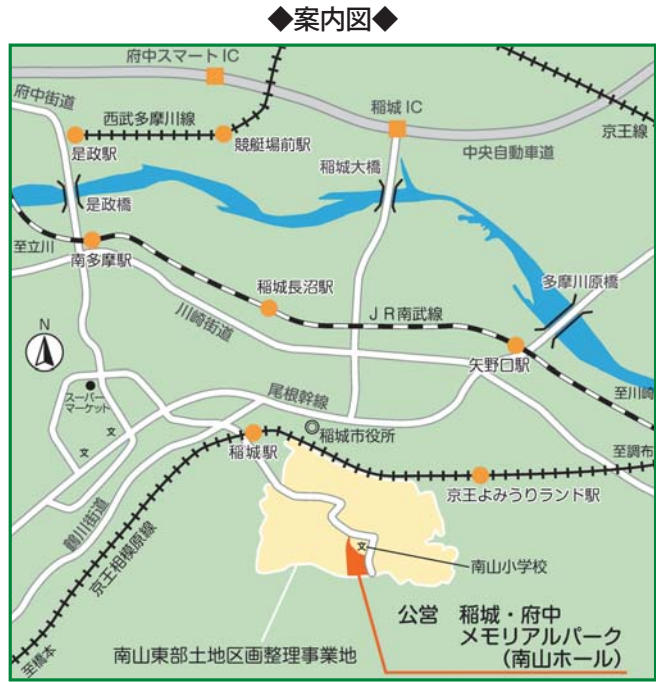 ◆案内図◆
府中スマートIC
府中街道
西武多摩川線
稲城IC
京王線
是政駅
競艇場前駅
中央自動車道
稲城大橋
是政橋
至立川
南多摩駅
多摩川原橋
稲城長沼駅
川崎街道
JR南武線
N
矢野口駅
スーパー
マーケット
尾根幹線
至川崎
文
稲城市役所
文
稲城駅
至調布
京王よみうりランド駅
鶴川街道
京王相模原線
文
南山小学校
公営 稲城・府中
メモリアルパーク
(南山ホール)
南山東部土地区画整理事業地
至橋本